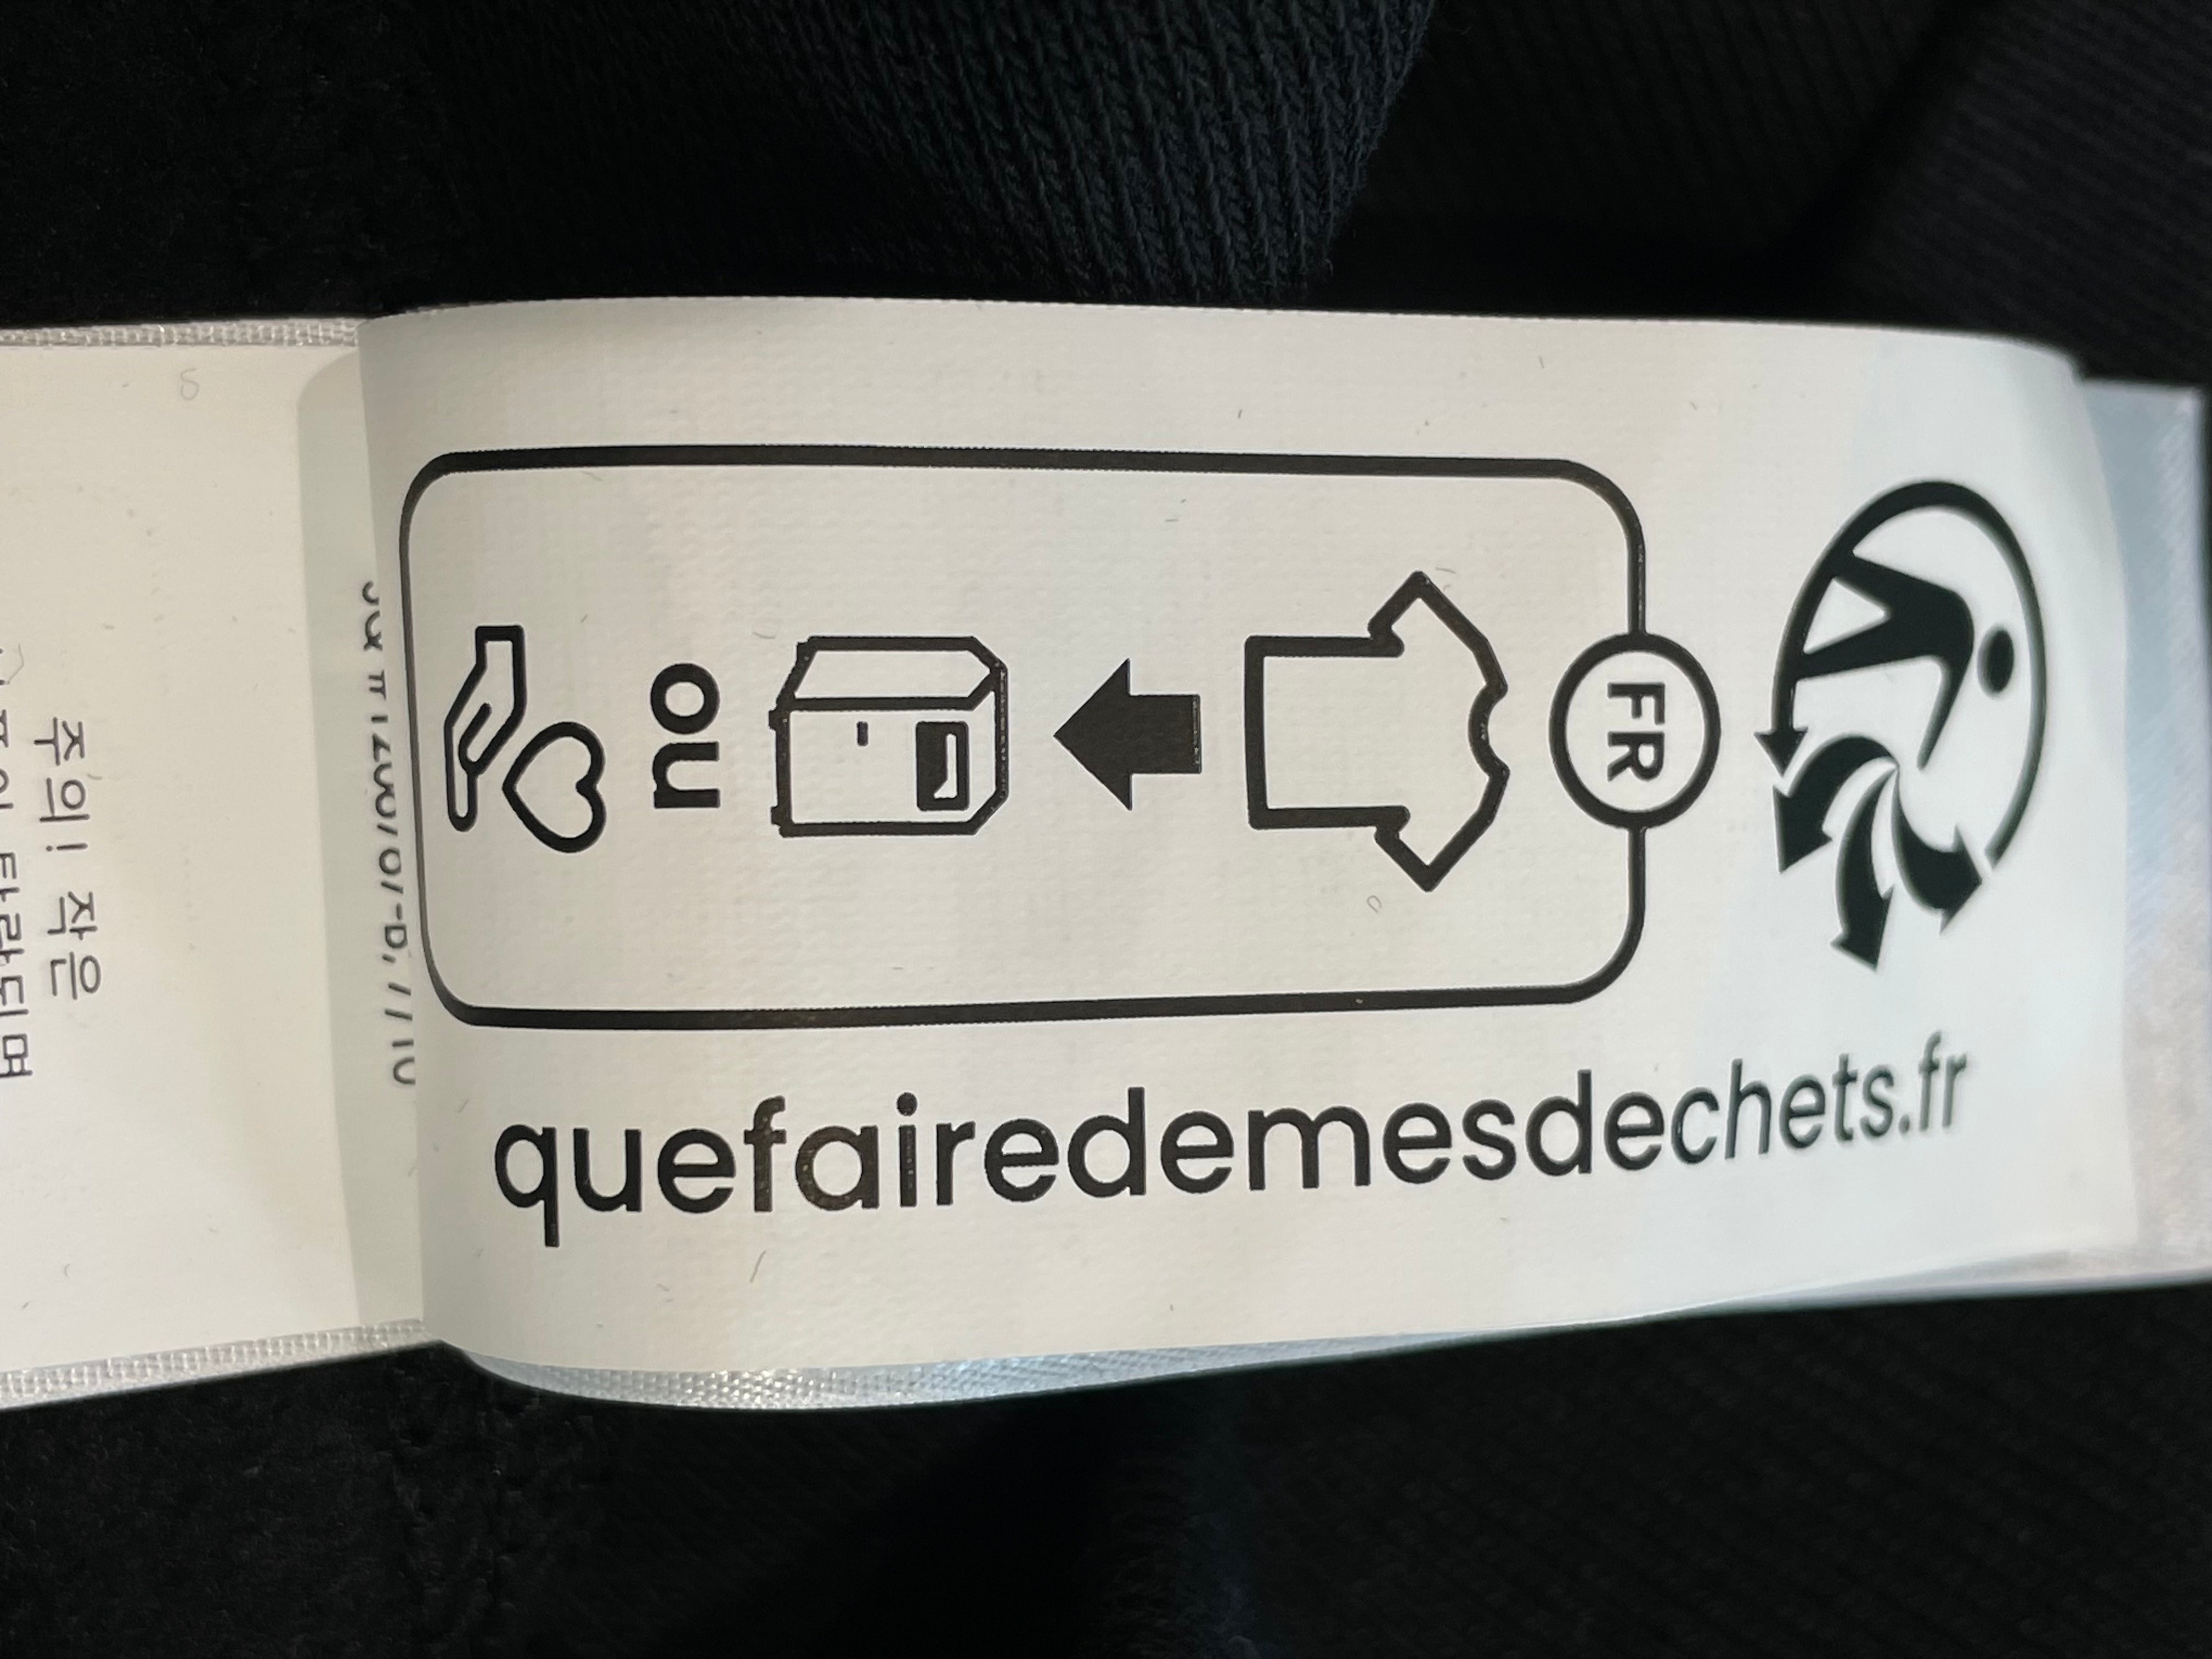 FR
ou
quefairedemesdechets.fr
주의! 작은